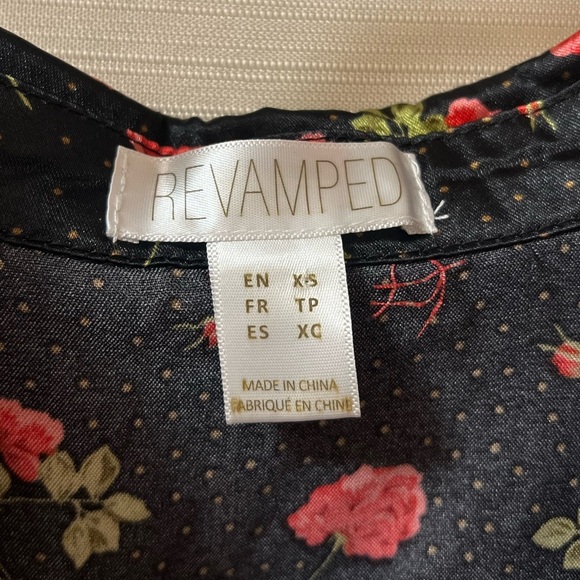 REVAMPED
EN XS
FR TP
ES XC
MADE IN CHINA
FABRIQUÉ EN CHINE